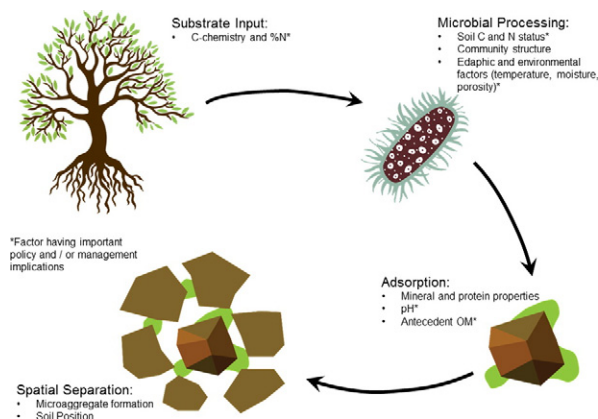 Substrate Input:
• C-chemistry and %N*
Microbial Processing:
• Soil C and N status*
• Community structure
• Edaphic and environmental
factors (temperature, moisture,
porosity)*
*Factor having important
policy and / or management
implications
Adsorption:
• Mineral and protein properties
• pH*
• Antecedent OM*
Spatial Separation:
• Microaggregate formation
• Soil Position